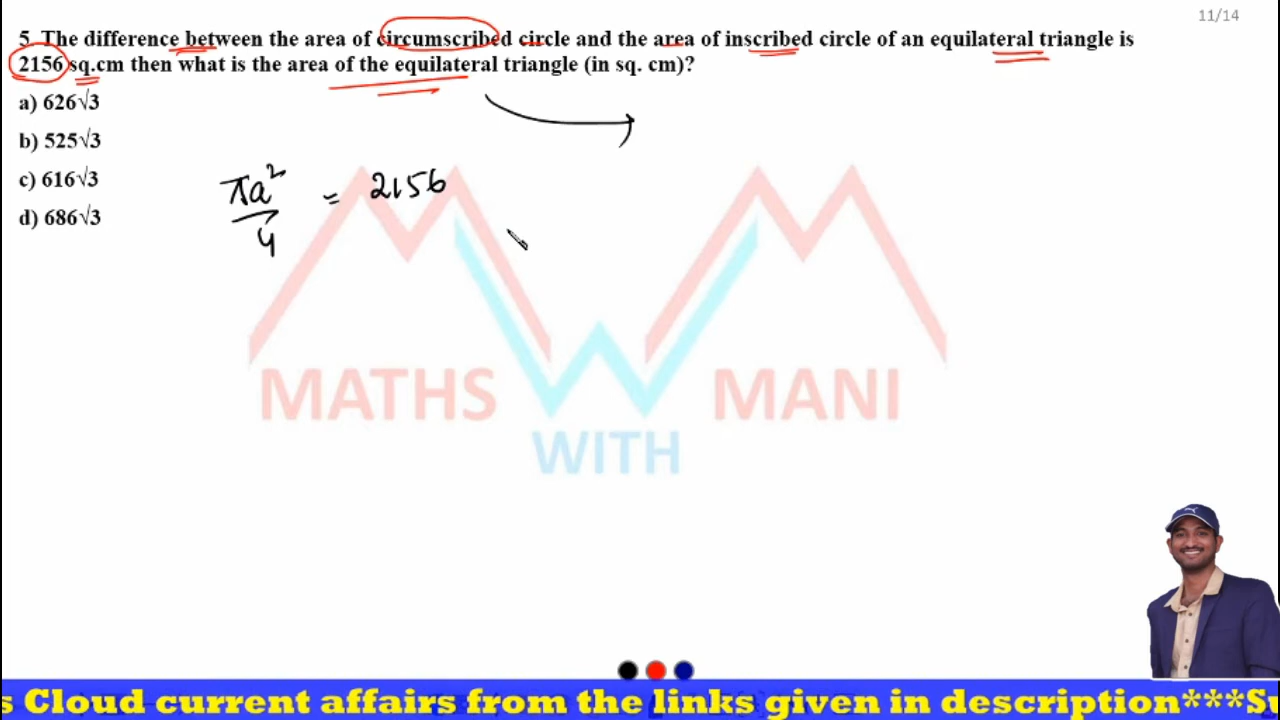 11/14
5. The difference between the area of circumscribed circle and the area of inscribed circle of an equilateral triangle is
2156 sq.cm then what is the area of the equilateral triangle (in sq. cm)?
a) 626√3
b) 525√3
c) 616√3
d) 686√3
πa²
= 2156
4
MATHS
MANI
WITH
s Cloud current affairs from the links given in description***Su